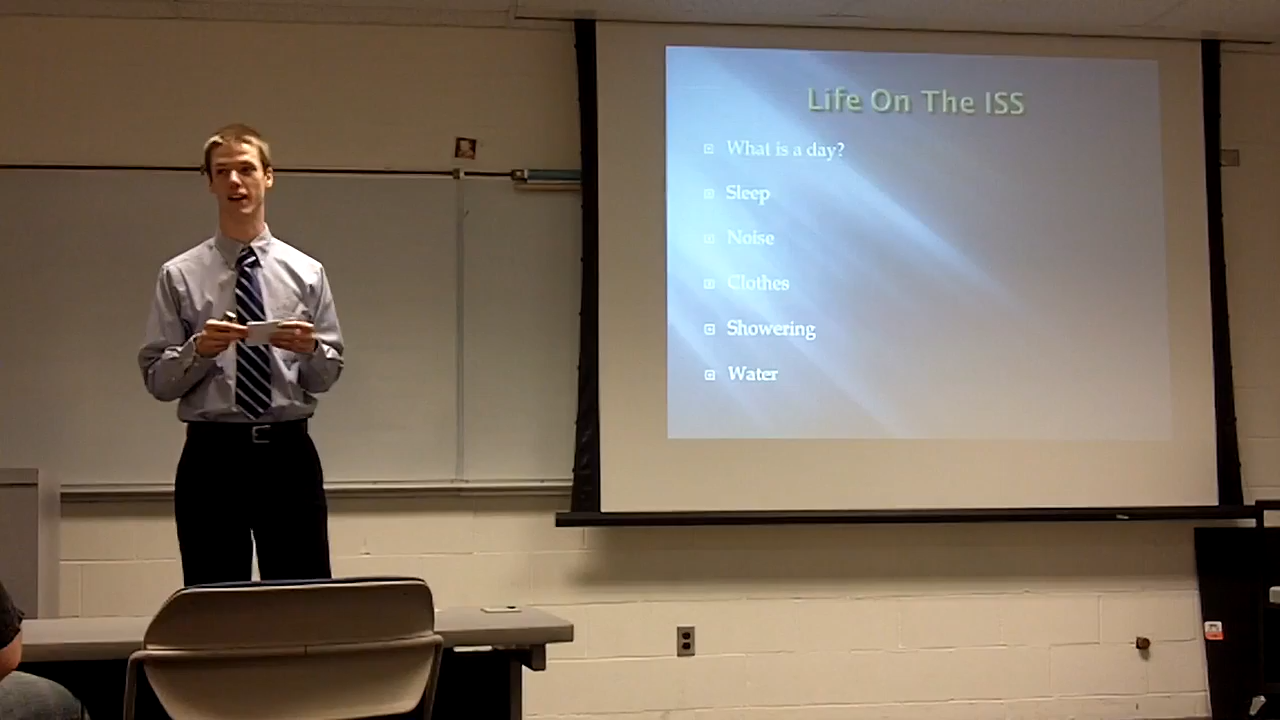 Life On The ISS
What is a day?
Sleep
Noise
Clothes
Showering
Water